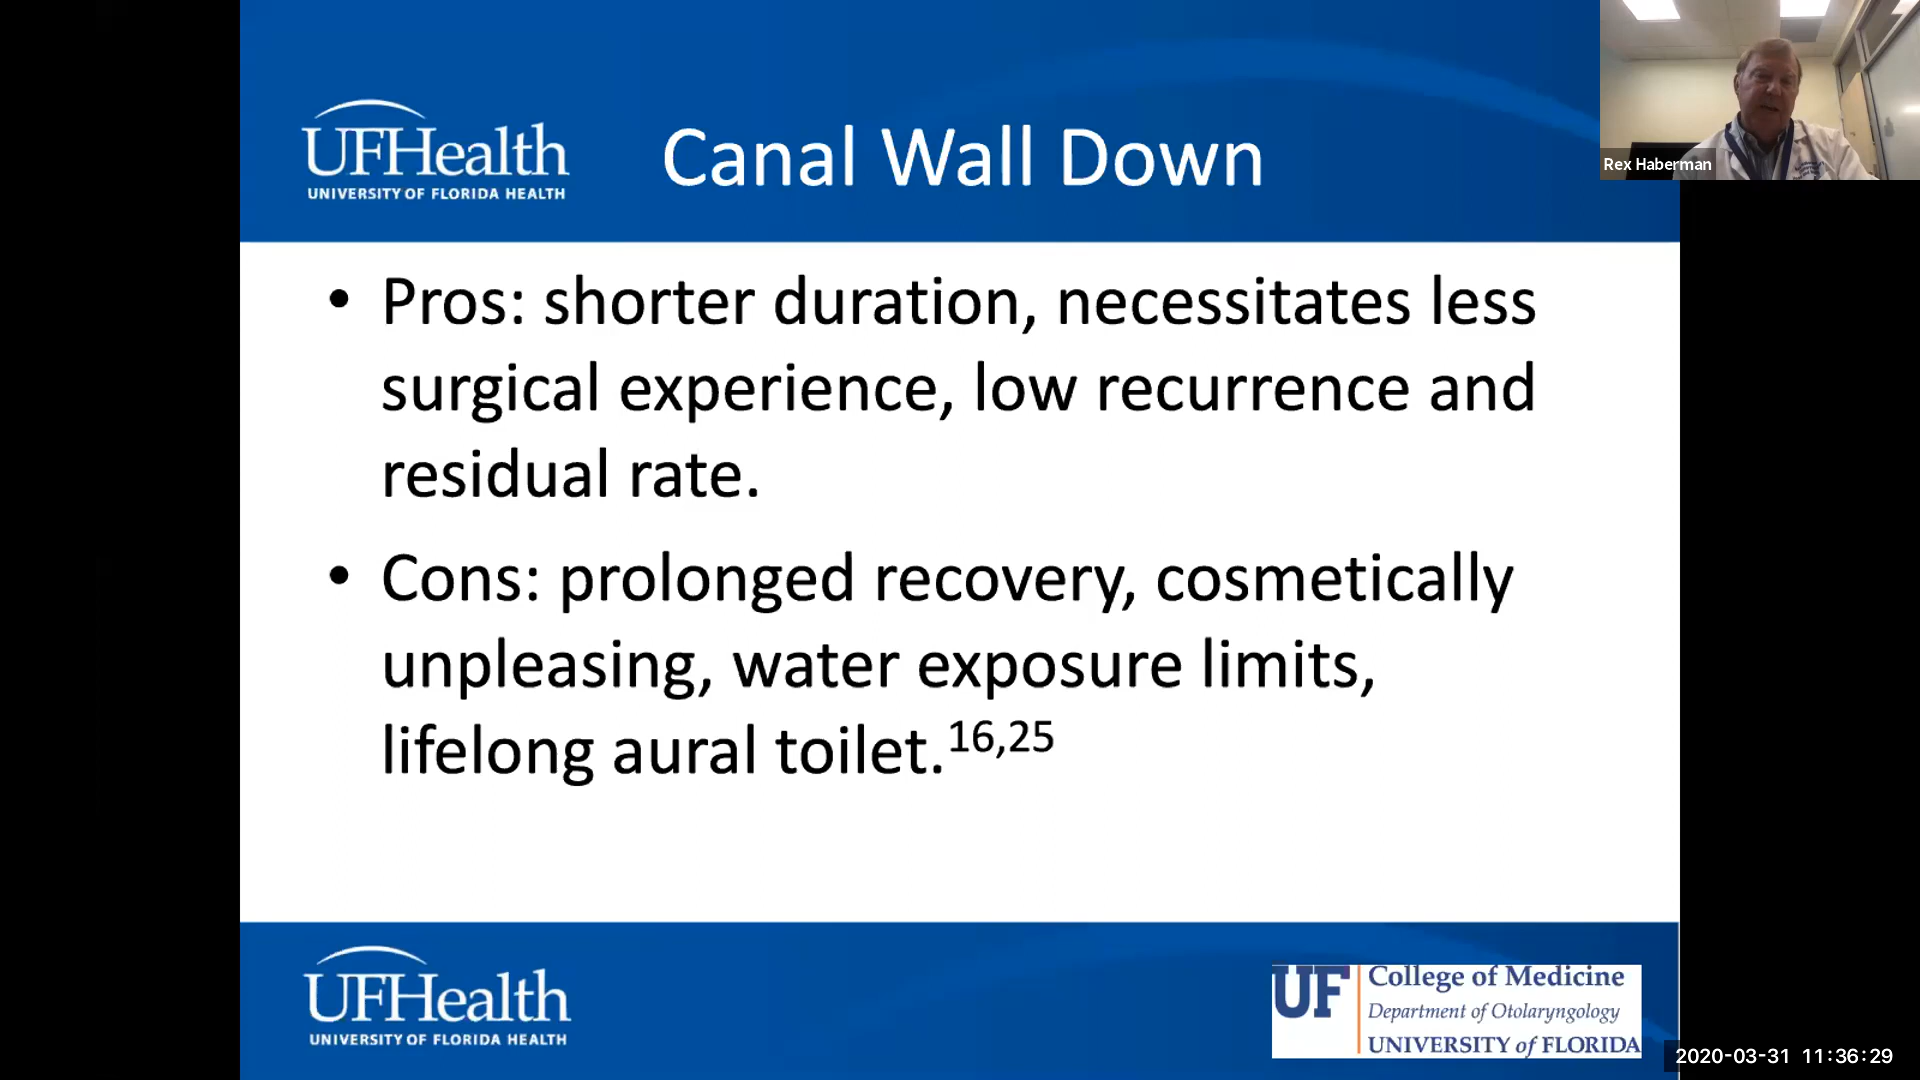 UFHealth
UNIVERSITY OF FLORIDA HEALTH
Canal Wall Down
Rex Haberman
• Pros: shorter duration, necessitates less
surgical experience, low recurrence and
residual rate.
• Cons: prolonged recovery, cosmetically
unpleasing, water exposure limits,
lifelong aural toilet.16,25
UFHealth
UNIVERSITY OF FLORIDA HEALTH
UF
College of Medicine
Department of Otolaryngology
UNIVERSITY of FLORIDA
2020-03-31 11:36:29